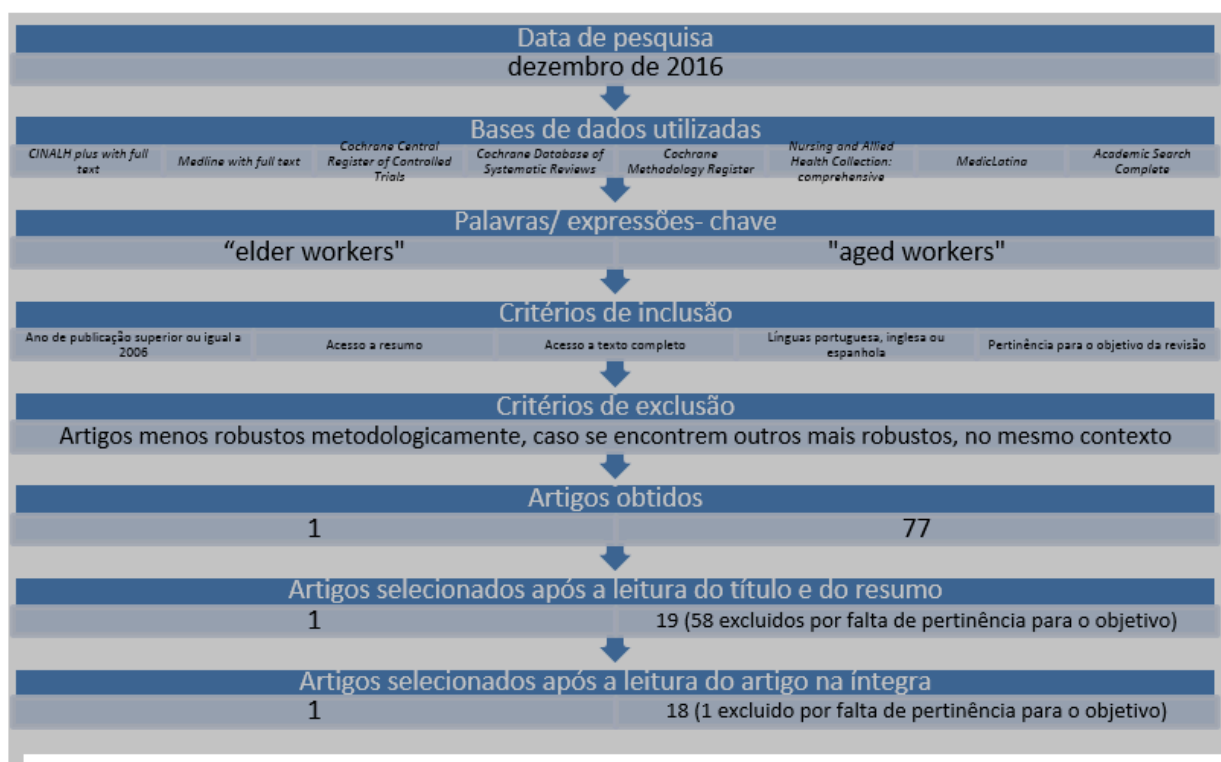 Data de pesquisa
dezembro de 2016
Bases de dados utilizadas
CINALH plus with full
text
Medline with full text
Cochrane Central
Register of Controlled
Trials
Cochrane Database of
Systematic Reviews
Cochrane
Methodology Register
Nursing and Allied
Health Collection:
comprehensive
MedicLatina
Academic Search
Complete
Palavras/ expressões- chave
“elder workers"
"aged workers"
Critérios de inclusão
Ano de publicação superior ou igual a
2006
Acesso a resumo
Acesso a texto completo
Línguas portuguesa, inglesa ou
espanhola
Pertinência para o objetivo da revisão
Critérios de exclusão
Artigos menos robustos metodologicamente, caso se encontrem outros mais robustos, no mesmo contexto
Artigos obtidos
1
77
Artigos selecionados após a leitura do título e do resumo
1
19 (58 excluidos por falta de pertinência para o objetivo)
Artigos selecionados após a leitura do artigo na íntegra
1
18 (1 excluido por falta de pertinência para o objetivo)